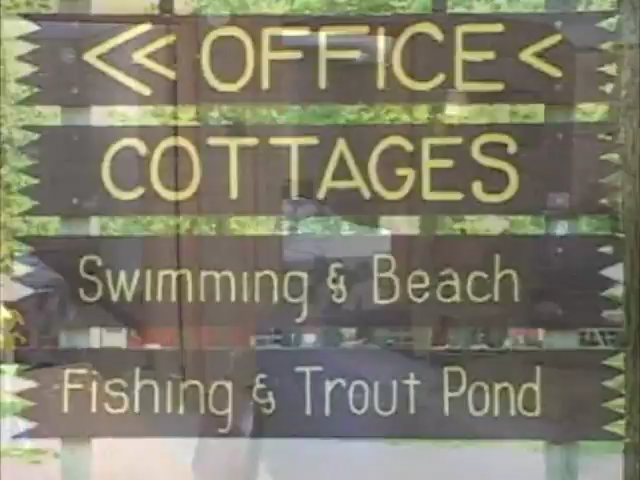 << OFFICE <
COTTAGES
Swimming & Beach
Fishing & Trout Pond